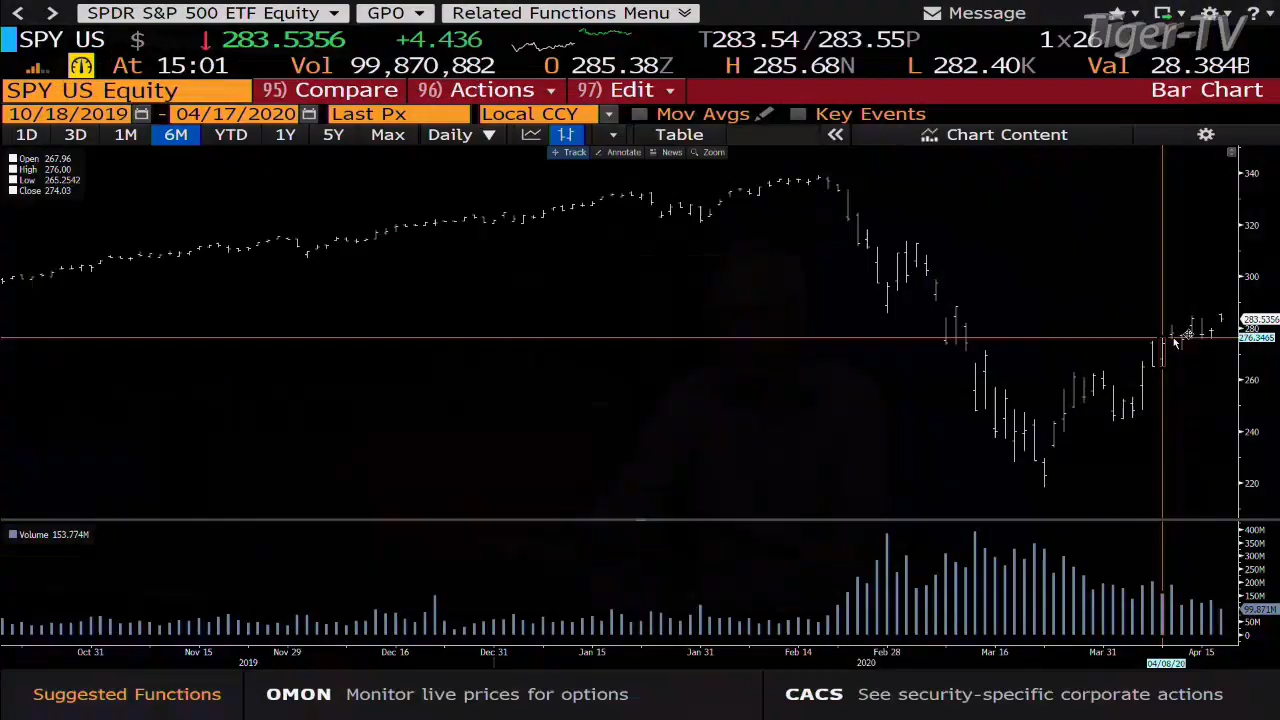 SPDR S&P 500 ETF Equity GPO Related Functions Menu Message ?
SPY US $ 283.5356 +4.436 T283.54/283.55P 1x26 Tiger-TV
At 15:01 Vol 99,870,882 O 285.38Z H 285.68N L 282.40K Val 28.384B
SPY US Equity 95) Compare 96) Actions 97) Edit Bar Chart
10/18/2019 - 04/17/2020 Last Px Local CCY Mov Avgs Key Events
1D 3D 1M 6M YTD 1Y 5Y Max Daily Table Chart Content
Track Annotate News Zoom
Open 267.96
High 276.00
Low 265.2542
Close 274.03
340
320
300
283.5356
280
276.3465
260
240
220
Volume 153.774M
400M
350M
300M
250M
200M
150M
99.871M
50M
0
Oct 31 Nov 15 Nov 29 Dec 16 Dec 31 Jan 15 Jan 31 Feb 14 Feb 28 Mar 16 Mar 31 Apr 15
2019 2020 04/08/20
Suggested Functions OMON Monitor live prices for options CACS See security-specific corporate actions